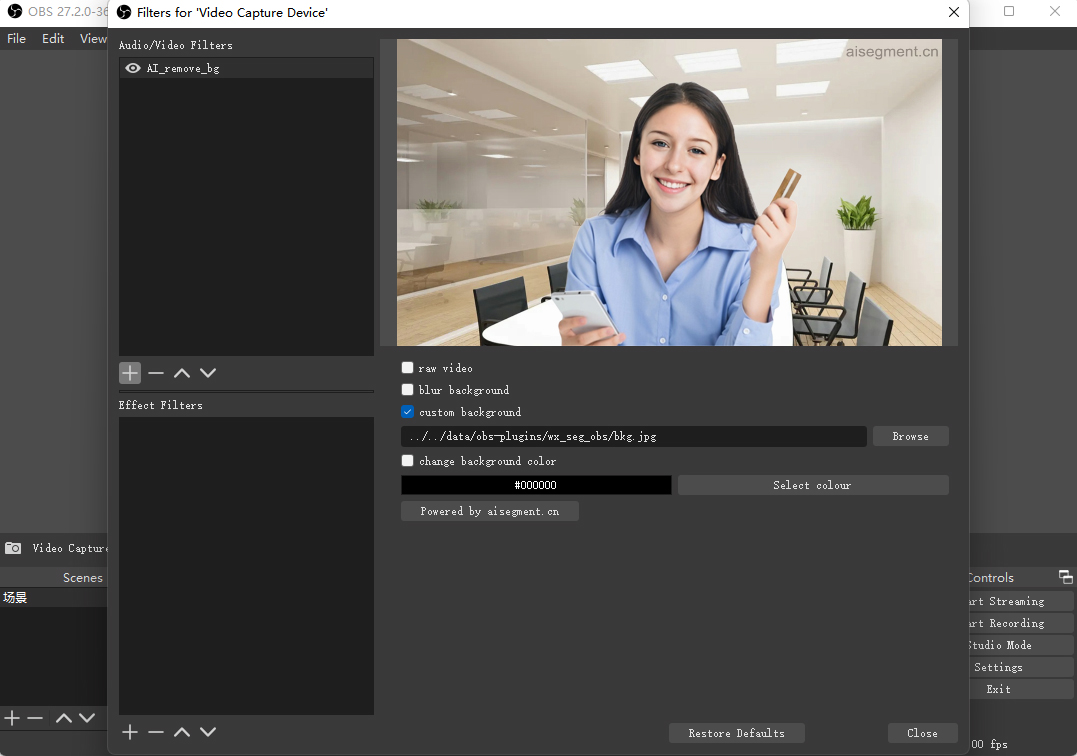 OBS 27.2.0-36
Filters for 'Video Capture Device'
File Edit View
Audio/Video Filters
AI_remove_bg
aisegment.cn
raw video
blur background
Effect Filters
custom background
../../data/obs-plugins/wx_seg_obs/bkg.jpg
Browse
change background color
#000000
Select colour
Powered by aisegment.cn
Video Capture
Scenes
场景
Controls
art Streaming
art Recording
Studio Mode
Settings
Exit
Restore Defaults
Close
00 fps